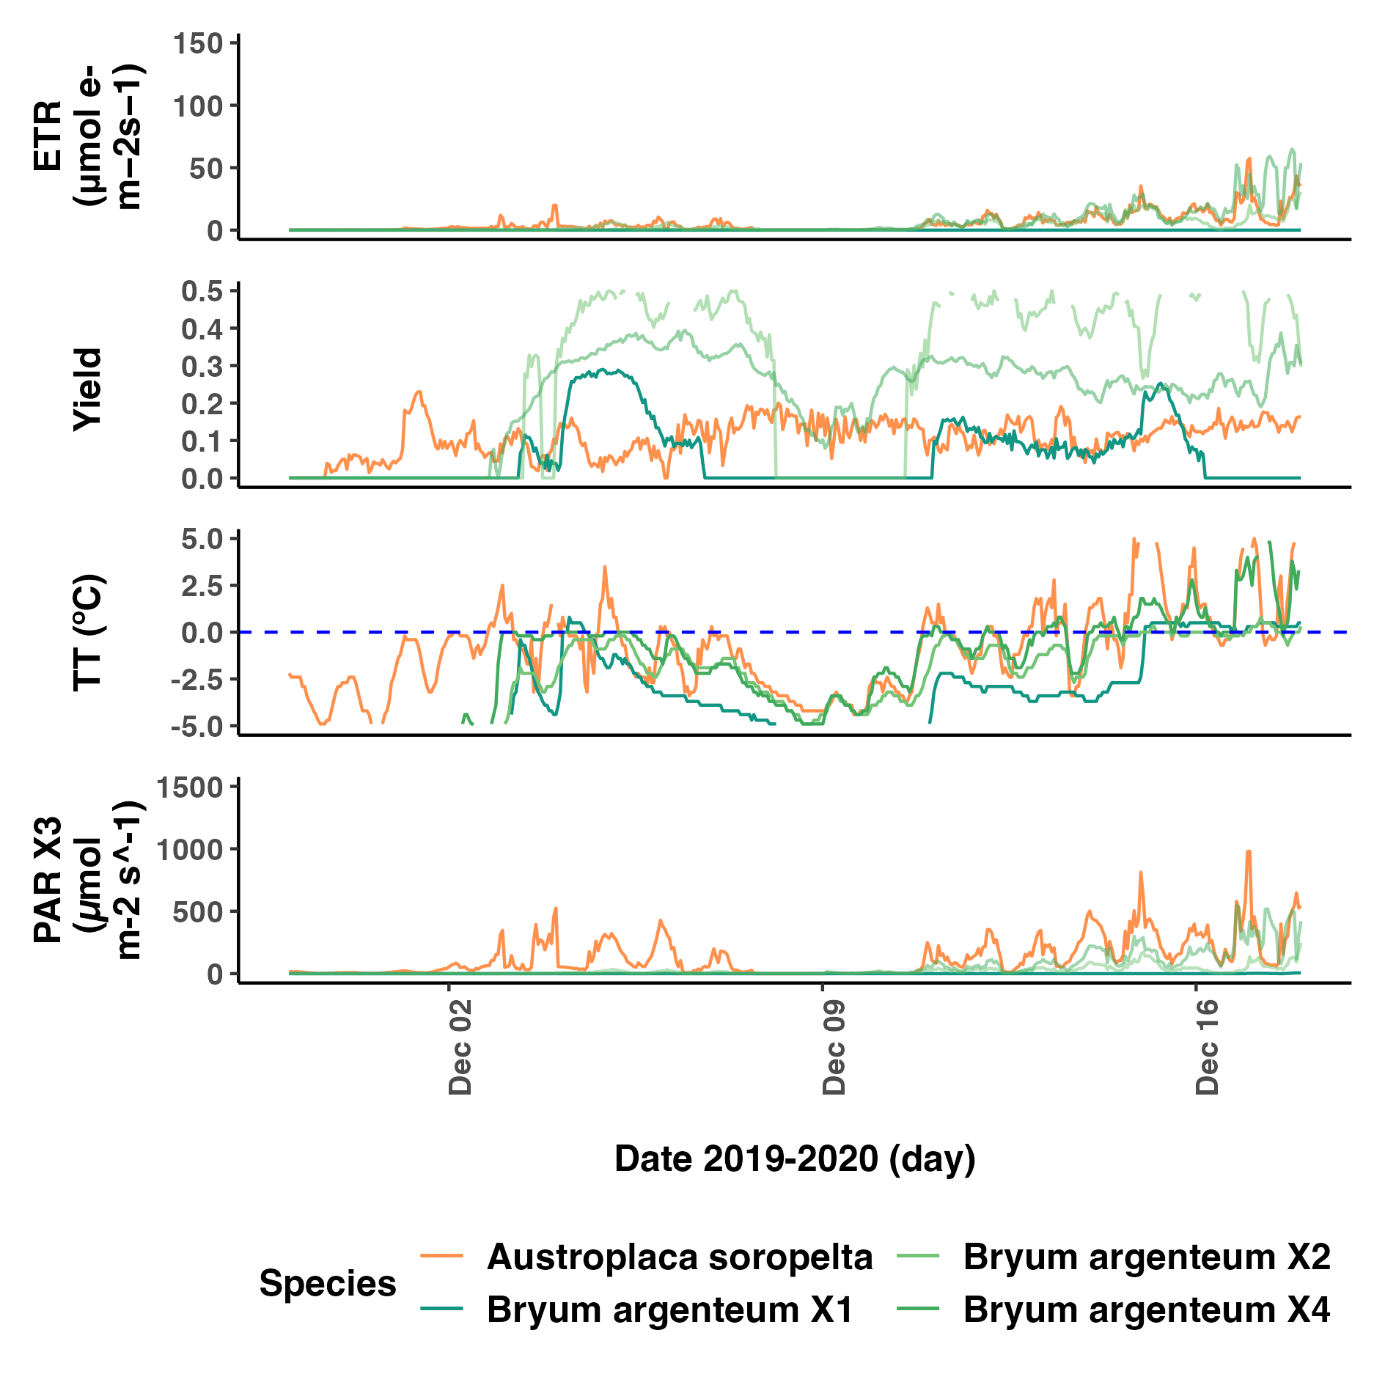 150
100
50
0
ETR
(μmol e-
m−2s−1)
0.5
0.4
0.3
0.2
0.1
0.0
Yield
5.0
2.5
0.0
-2.5
-5.0
TT (ºC)
1500
1000
500
0
PAR X3
(μmol
m-2 s^-1)
Dec 02
Dec 09
Dec 16
Date 2019-2020 (day)
Species
Austroplaca soropelta
Bryum argenteum X1
Bryum argenteum X2
Bryum argenteum X4